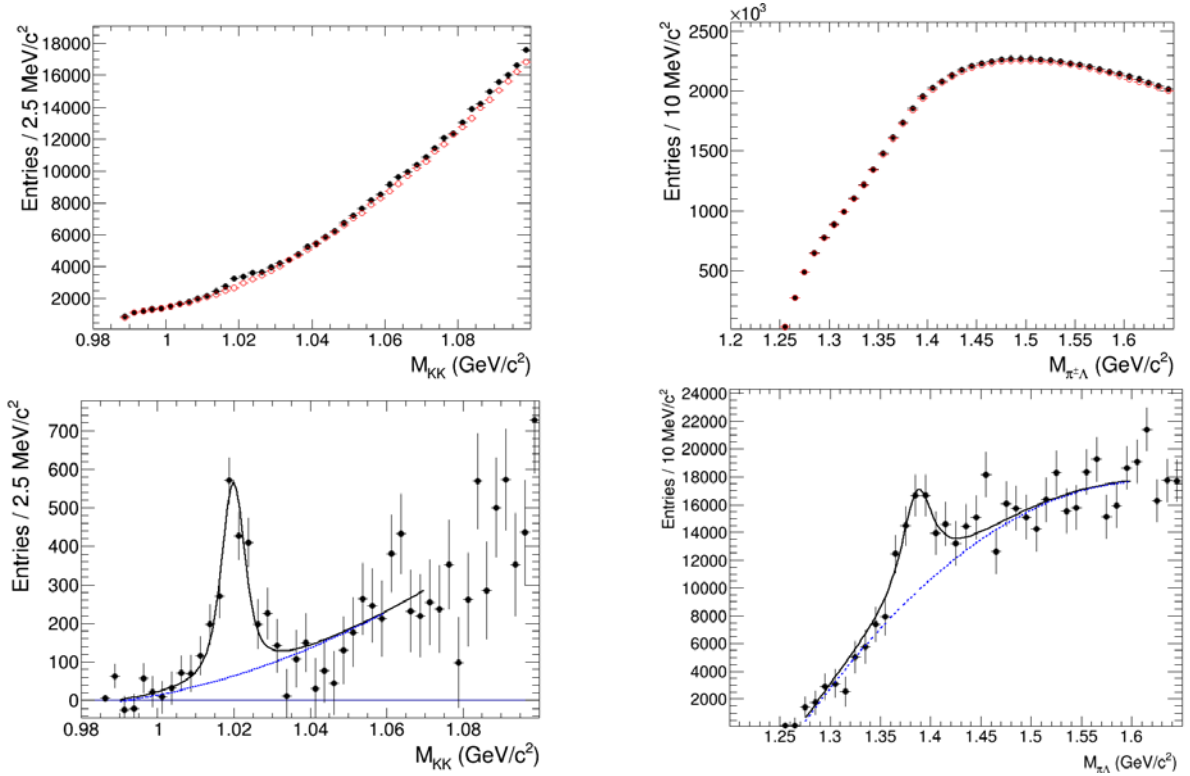 ×10³
Entries / 2.5 MeV/c²
18000
16000
14000
12000
10000
8000
6000
4000
2000
0.98 1 1.02 1.04 1.06 1.08
M_KK (GeV/c²)
Entries / 10 MeV/c²
2500
2000
1500
1000
500
1.2 1.25 1.3 1.35 1.4 1.45 1.5 1.55 1.6
M_π±Λ (GeV/c²)
Entries / 2.5 MeV/c²
700
600
500
400
300
200
100
0
0.98 1 1.02 1.04 1.06 1.08
M_KK (GeV/c²)
Entries / 10 MeV/c²
24000
22000
20000
18000
16000
14000
12000
10000
8000
6000
4000
2000
1.25 1.3 1.35 1.4 1.45 1.5 1.55 1.6
M_πΛ (GeV/c²)